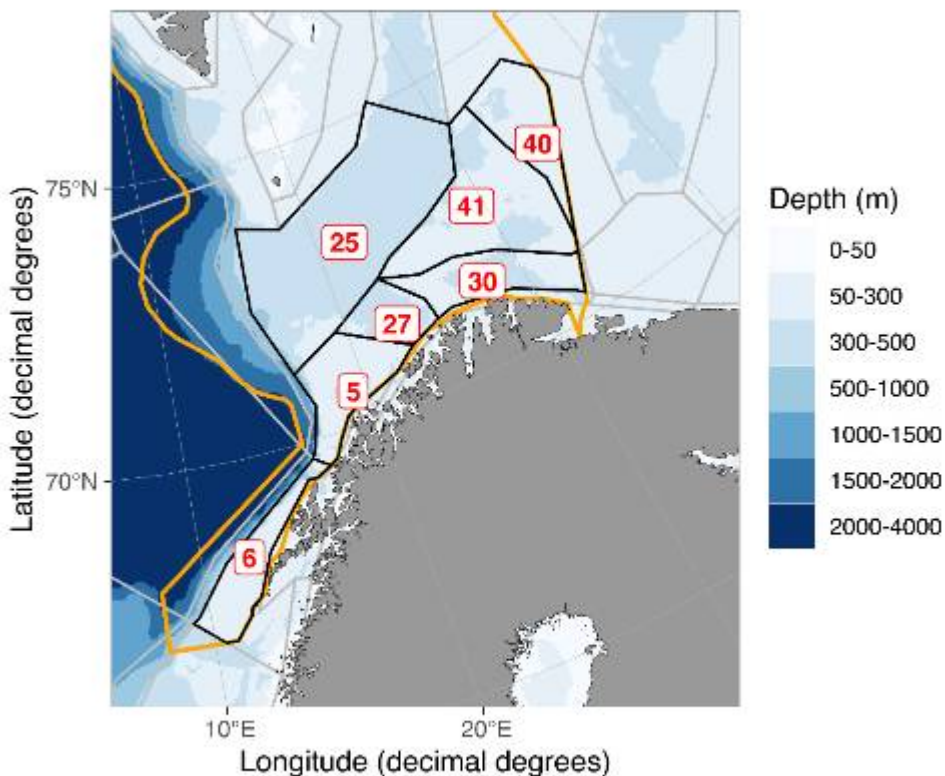 75°N
70°N
10°E
20°E
Longitude (decimal degrees)
Latitude (decimal degrees)
40
41
25
30
27
5
6
Depth (m)
0-50
50-300
300-500
500-1000
1000-1500
1500-2000
2000-4000